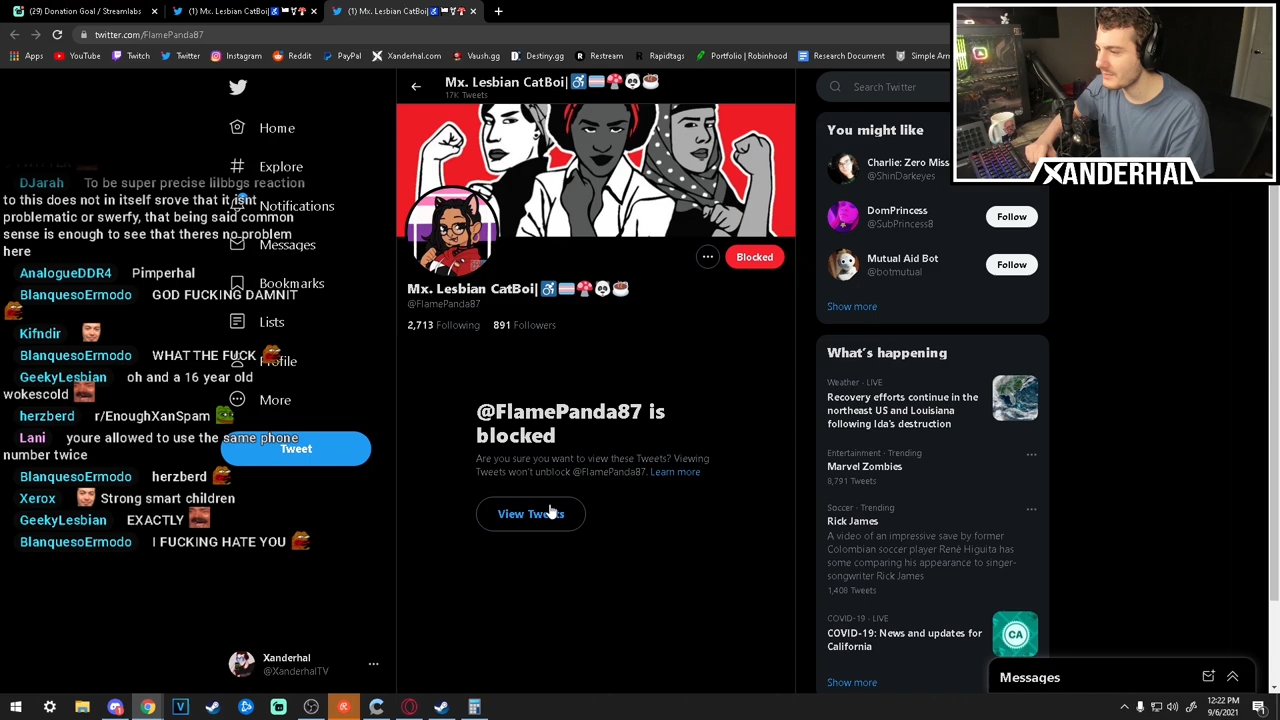 (29) Donation Goal / Streamlabs
(1) Mx. Lesbian CatBoi|
(1) Mx. Lesbian CatBoi|
twitter.com/FlamePanda87
Apps
YouTube
Twitch
Twitter
Instagram
Reddit
PayPal
Xanderhal.com
Vaush.gg
Destiny.gg
Restream
Rapidtags
Portfolio | Robinhood
Research Document
Simple Arm
XANDERHAL
Home
Explore
Notifications
Messages
Bookmarks
Lists
Profile
More
Tweet
Xanderhal
@XanderhalTV
DJarah To be super precise lilbbgs reaction
to this does not in itself srove that it isnt
problematic or swerfy, that being said common
sense is enough to see that theres no problem
here
AnalogueDDR4 Pimperhal
BlanquesoErmodo GOD FUCKING DAMNIT
Kifndir
BlanquesoErmodo WHAT THE FUCK
GeekyLesbian oh and a 16 year old
wokescold
herzberd r/EnoughXanSpam
Lani youre allowed to use the same phone
number twice
BlanquesoErmodo herzberd
Xerox Strong smart children
GeekyLesbian EXACTLY
BlanquesoErmodo I FUCKING HATE YOU
Mx. Lesbian CatBoi|♿🏳️‍⚧️🍄🐼☕
17K Tweets
Blocked
Mx. Lesbian CatBoi|♿🏳️‍⚧️🍄🐼☕
@FlamePanda87
2,713 Following 891 Followers
@FlamePanda87 is
blocked
Are you sure you want to view these Tweets? Viewing
Tweets won't unblock @FlamePanda87. Learn more
View Tweets
Search Twitter
You might like
Charlie: Zero Miss
@ShinDarkeyes
DomPrincess
@SubPrincess8
Follow
Mutual Aid Bot
@botmutual
Follow
Show more
What's happening
Weather · LIVE
Recovery efforts continue in the
northeast US and Louisiana
following Ida's destruction
Entertainment · Trending
Marvel Zombies
8,791 Tweets
Soccer · Trending
Rick James
A video of an impressive save by former
Colombian soccer player René Higuita has
some comparing his appearance to singer-
songwriter Rick James
1,408 Tweets
COVID-19 · LIVE
COVID-19: News and updates for
California
CA
Show more
Messages
12:22 PM
9/6/2021